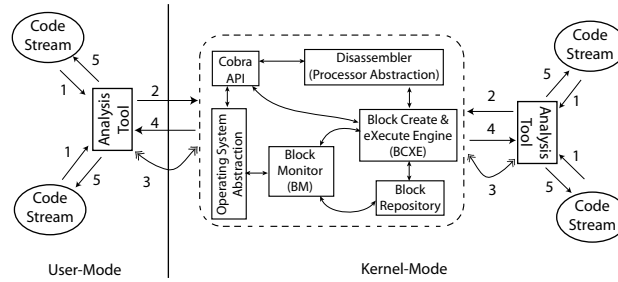 Code
Stream
5
1
Analysis
Tool
1
5
Code
Stream
2
4
3
User-Mode
Cobra
API
Disassembler
(Processor Abstraction)
Operating System
Abstraction
Block
Monitor
(BM)
Block Create &
eXecute Engine
(BCXE)
Block
Repository
Kernel-Mode
2
4
3
Analysis
Tool
Code
Stream
5
1
1
5
Code
Stream